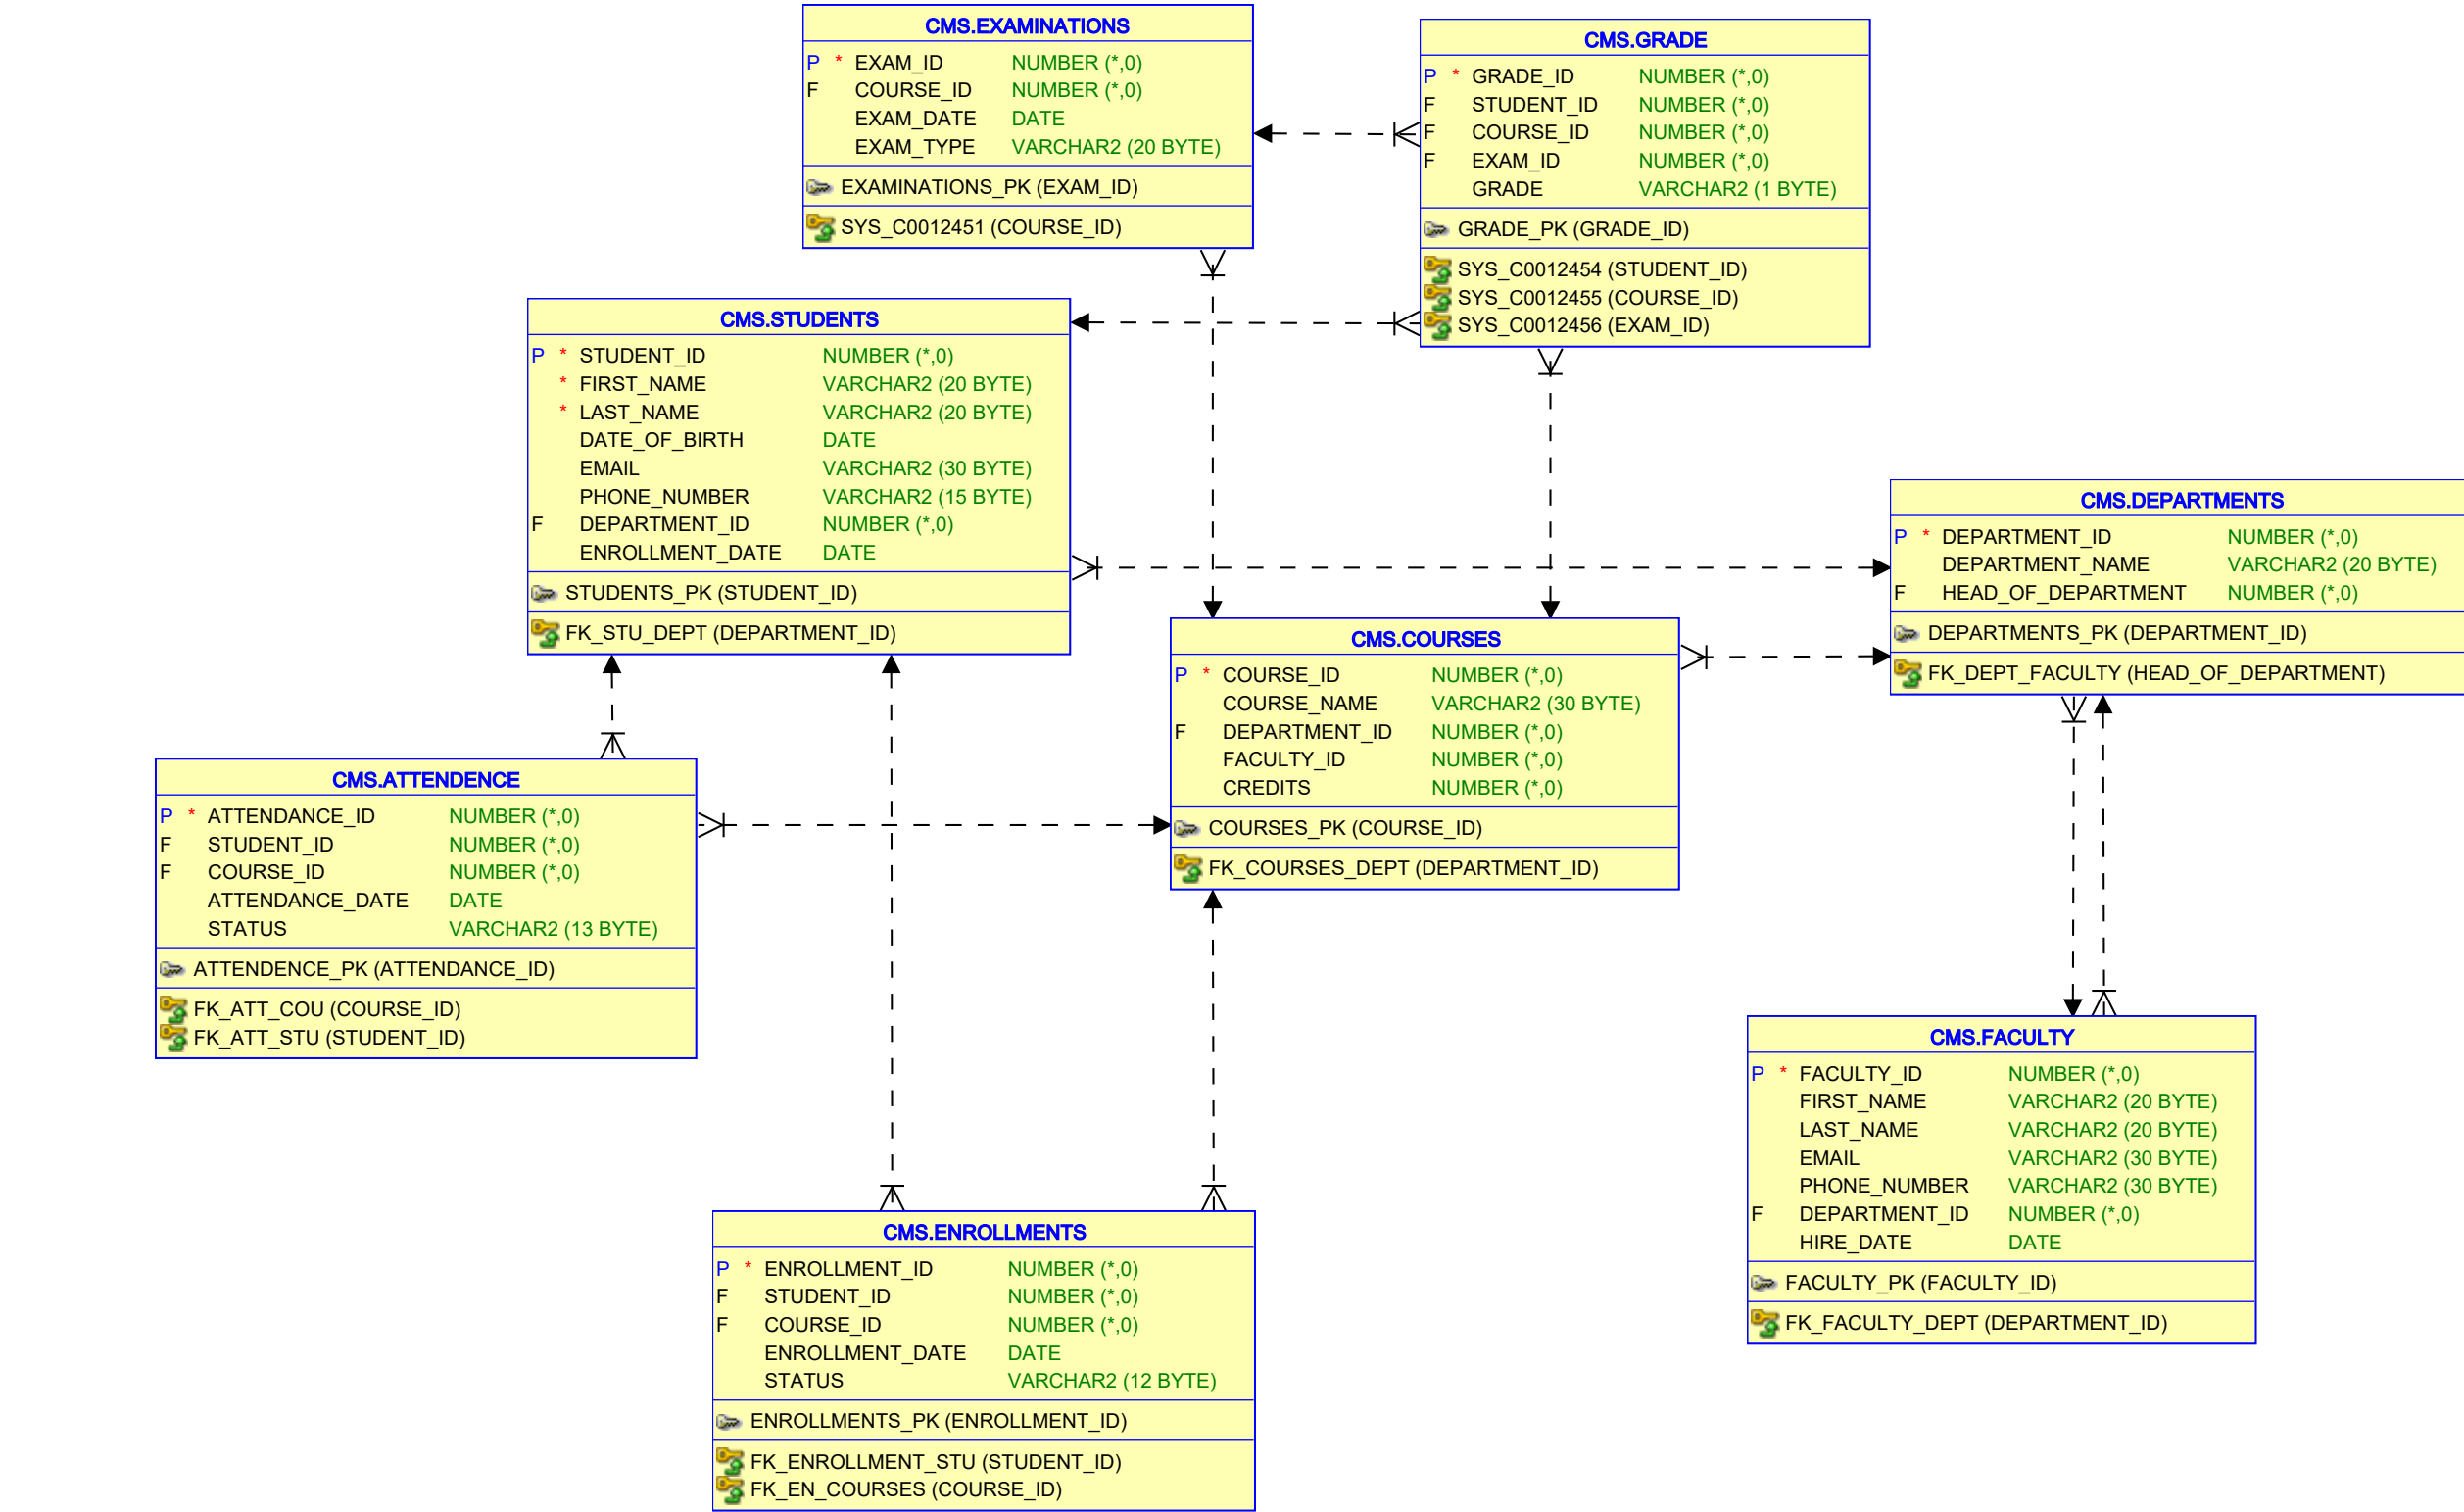 CMS.EXAMINATIONS
P * EXAM_ID NUMBER (*,0)
F COURSE_ID NUMBER (*,0)
EXAM_DATE DATE
EXAM_TYPE VARCHAR2 (20 BYTE)
EXAMINATIONS_PK (EXAM_ID)
SYS_C0012451 (COURSE_ID)
CMS.GRADE
P * GRADE_ID NUMBER (*,0)
F STUDENT_ID NUMBER (*,0)
F COURSE_ID NUMBER (*,0)
F EXAM_ID NUMBER (*,0)
GRADE VARCHAR2 (1 BYTE)
GRADE_PK (GRADE_ID)
SYS_C0012454 (STUDENT_ID)
SYS_C0012455 (COURSE_ID)
SYS_C0012456 (EXAM_ID)
CMS.STUDENTS
P * STUDENT_ID NUMBER (*,0)
* FIRST_NAME VARCHAR2 (20 BYTE)
* LAST_NAME VARCHAR2 (20 BYTE)
DATE_OF_BIRTH DATE
EMAIL VARCHAR2 (30 BYTE)
PHONE_NUMBER VARCHAR2 (15 BYTE)
F DEPARTMENT_ID NUMBER (*,0)
ENROLLMENT_DATE DATE
STUDENTS_PK (STUDENT_ID)
FK_STU_DEPT (DEPARTMENT_ID)
CMS.DEPARTMENTS
P * DEPARTMENT_ID NUMBER (*,0)
DEPARTMENT_NAME VARCHAR2 (20 BYTE)
F HEAD_OF_DEPARTMENT NUMBER (*,0)
DEPARTMENTS_PK (DEPARTMENT_ID)
FK_DEPT_FACULTY (HEAD_OF_DEPARTMENT)
CMS.COURSES
P * COURSE_ID NUMBER (*,0)
COURSE_NAME VARCHAR2 (30 BYTE)
F DEPARTMENT_ID NUMBER (*,0)
FACULTY_ID NUMBER (*,0)
CREDITS NUMBER (*,0)
COURSES_PK (COURSE_ID)
FK_COURSES_DEPT (DEPARTMENT_ID)
CMS.ATTENDENCE
P * ATTENDANCE_ID NUMBER (*,0)
F STUDENT_ID NUMBER (*,0)
F COURSE_ID NUMBER (*,0)
ATTENDANCE_DATE DATE
STATUS VARCHAR2 (13 BYTE)
ATTENDENCE_PK (ATTENDANCE_ID)
FK_ATT_COU (COURSE_ID)
FK_ATT_STU (STUDENT_ID)
CMS.FACULTY
P * FACULTY_ID NUMBER (*,0)
FIRST_NAME VARCHAR2 (20 BYTE)
LAST_NAME VARCHAR2 (20 BYTE)
EMAIL VARCHAR2 (30 BYTE)
PHONE_NUMBER VARCHAR2 (30 BYTE)
F DEPARTMENT_ID NUMBER (*,0)
HIRE_DATE DATE
FACULTY_PK (FACULTY_ID)
FK_FACULTY_DEPT (DEPARTMENT_ID)
CMS.ENROLLMENTS
P * ENROLLMENT_ID NUMBER (*,0)
F STUDENT_ID NUMBER (*,0)
F COURSE_ID NUMBER (*,0)
ENROLLMENT_DATE DATE
STATUS VARCHAR2 (12 BYTE)
ENROLLMENTS_PK (ENROLLMENT_ID)
FK_ENROLLMENT_STU (STUDENT_ID)
FK_EN_COURSES (COURSE_ID)